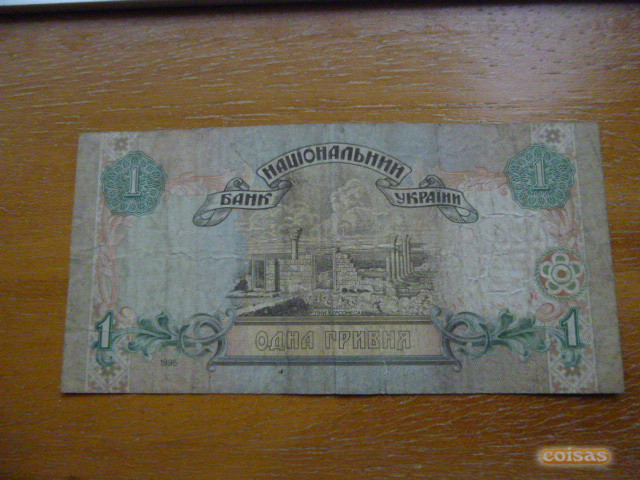 НАЦІОНАЛЬНИЙ
БАНК УКРАЇНИ
1 1
1 1
ОДНА ГРИВНЯ
1995
coisas